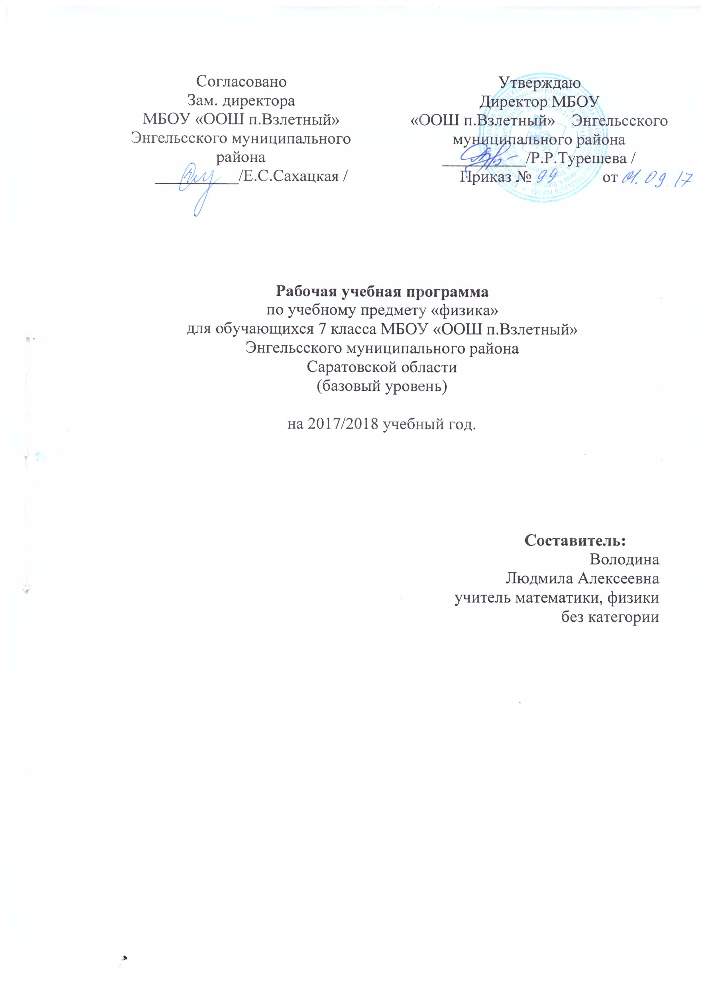 Согласовано
Зам. директора
МБОУ «ООШ п.Взлетный»
Энгельсского муниципального
района
__________/Е.С.Сахацкая /
Утверждаю
Директор МБОУ
«ООШ п.Взлетный» Энгельсского
муниципального района
__________/Р.Р.Турешева /
Приказ № 99 от 01.09.17
Рабочая учебная программа
по учебному предмету «физика»
для обучающихся 7 класса МБОУ «ООШ п.Взлетный»
Энгельсского муниципального района
Саратовской области
(базовый уровень)
на 2017/2018 учебный год.
Составитель:
Володина
Людмила Алексеевна
учитель математики, физики
без категории